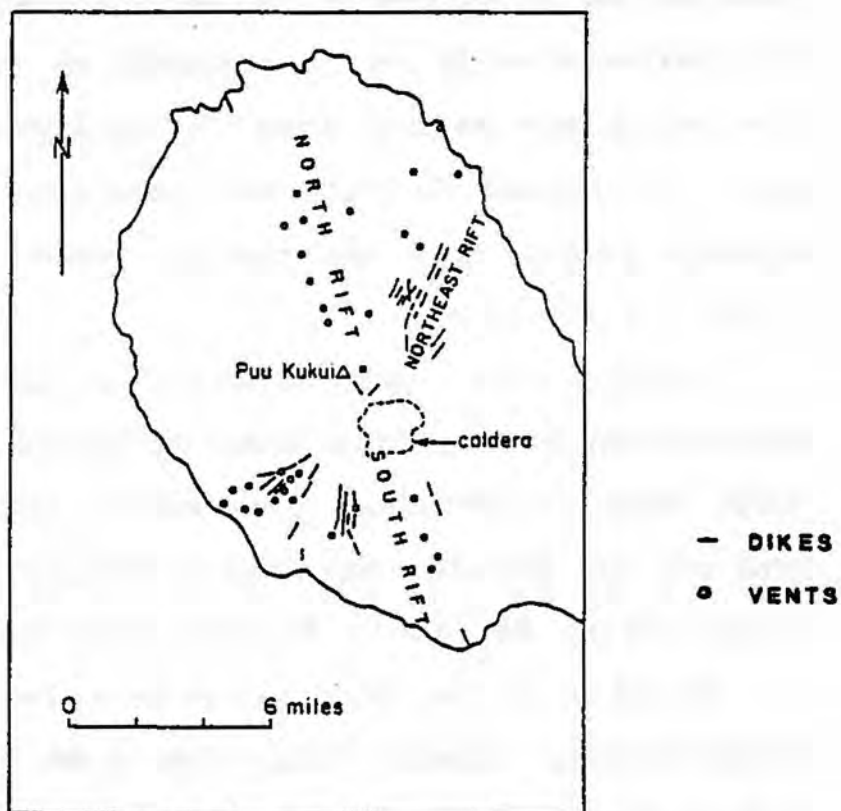 N
NORTH RIFT
NORTHEAST RIFT
Puu Kukui
caldera
SOUTH RIFT
DIKES
VENTS
0 6 miles